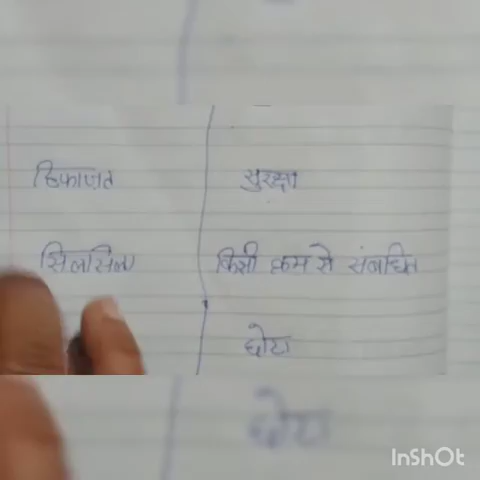 हिफाजत सुरक्षा
सिलसिला किसी क्रम से संबंधित
छोटा
छोटा
InShOt